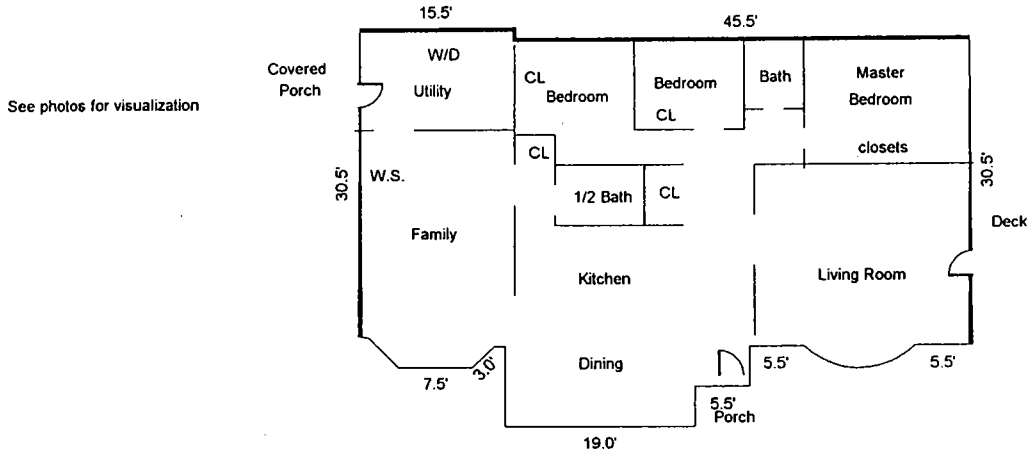 15.5'
45.5'
W/D
Covered
Porch
Utility
CL
Bedroom
Bedroom
CL
Bath
Master
Bedroom
See photos for visualization
closets
CL
30.5'
W.S.
1/2 Bath
CL
30.5'
Deck
Family
Kitchen
Living Room
Dining
7.5'
3.0'
5.5'
5.5'
5.5'
Porch
19.0'